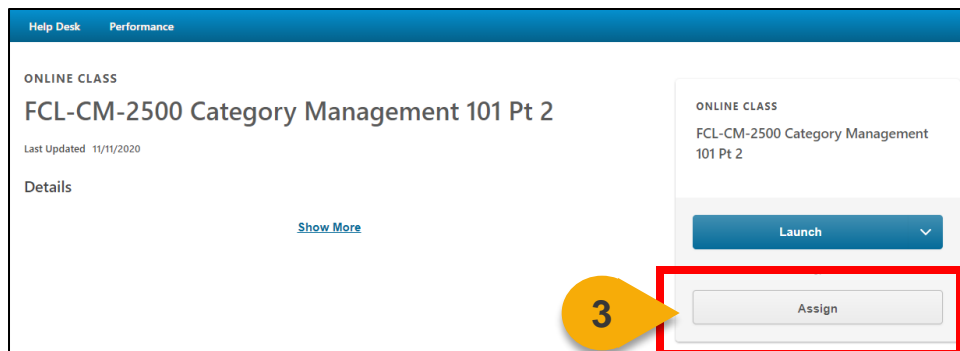 Help Desk Performance
ONLINE CLASS
FCL-CM-2500 Category Management 101 Pt 2
Last Updated 11/11/2020
Details
Show More
ONLINE CLASS
FCL-CM-2500 Category Management
101 Pt 2
Launch
3
Assign